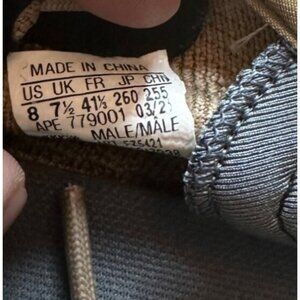 MADE IN CHINA
US UK FR JP CHN
8 7½ 41⅓ 260 255
APE 779001 03/21
MALE/MALE